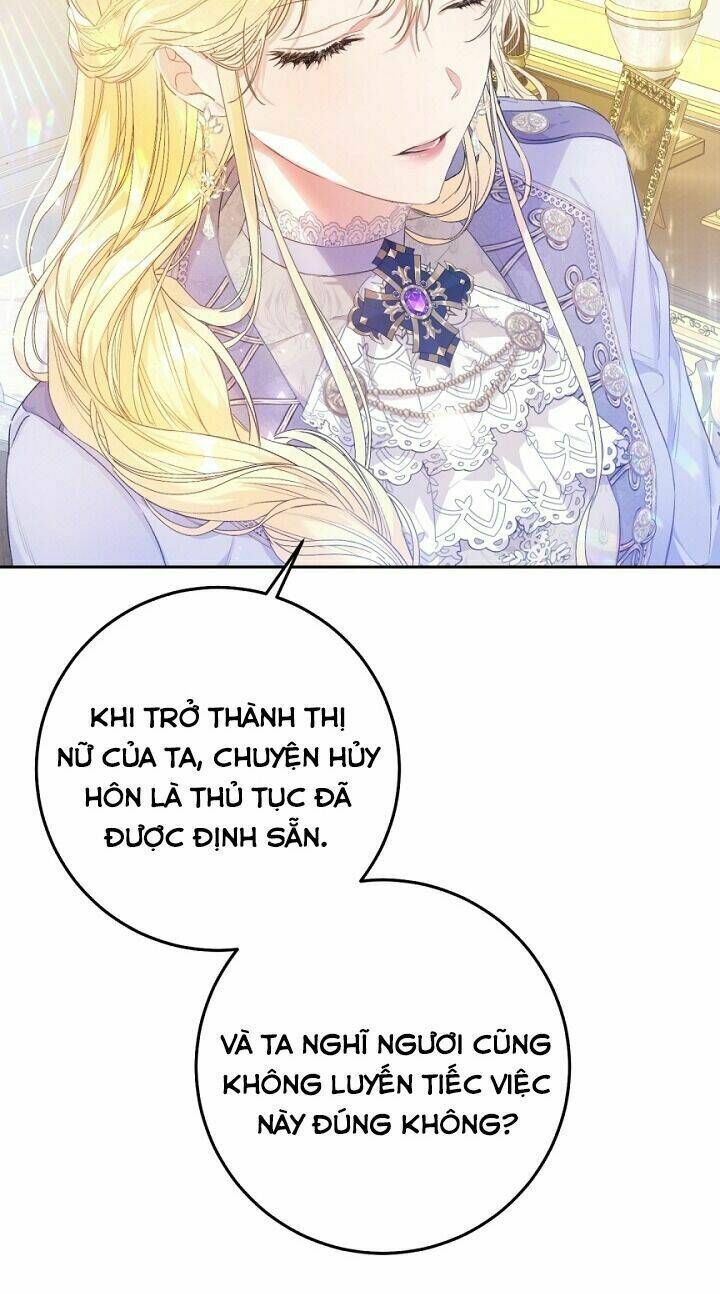 KHI TRỞ THÀNH THỊ
NỮ CỦA TA, CHUYỆN HỦY
HÔN LÀ THỦ TỤC ĐÃ
ĐƯỢC ĐỊNH SẴN.
VÀ TA NGHĨ NGƯƠI CŨNG
KHÔNG LUYẾN TIẾC VIỆC
NÀY ĐÚNG KHÔNG?